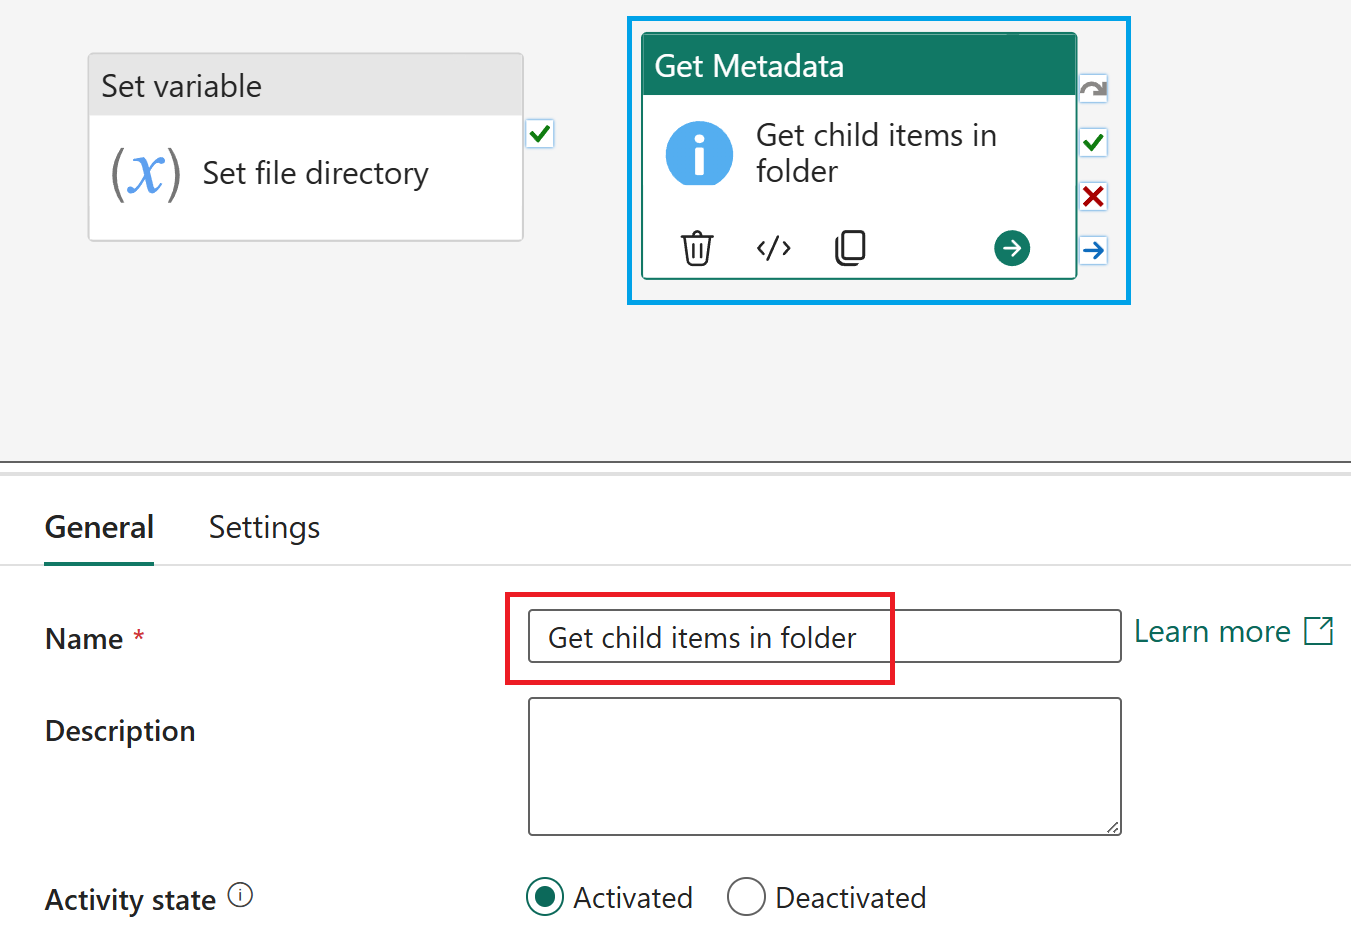 Set variable
(x) Set file directory
Get Metadata
Get child items in
folder
General
Settings
Name *
Get child items in folder
Learn more
Description
Activity state
Activated
Deactivated